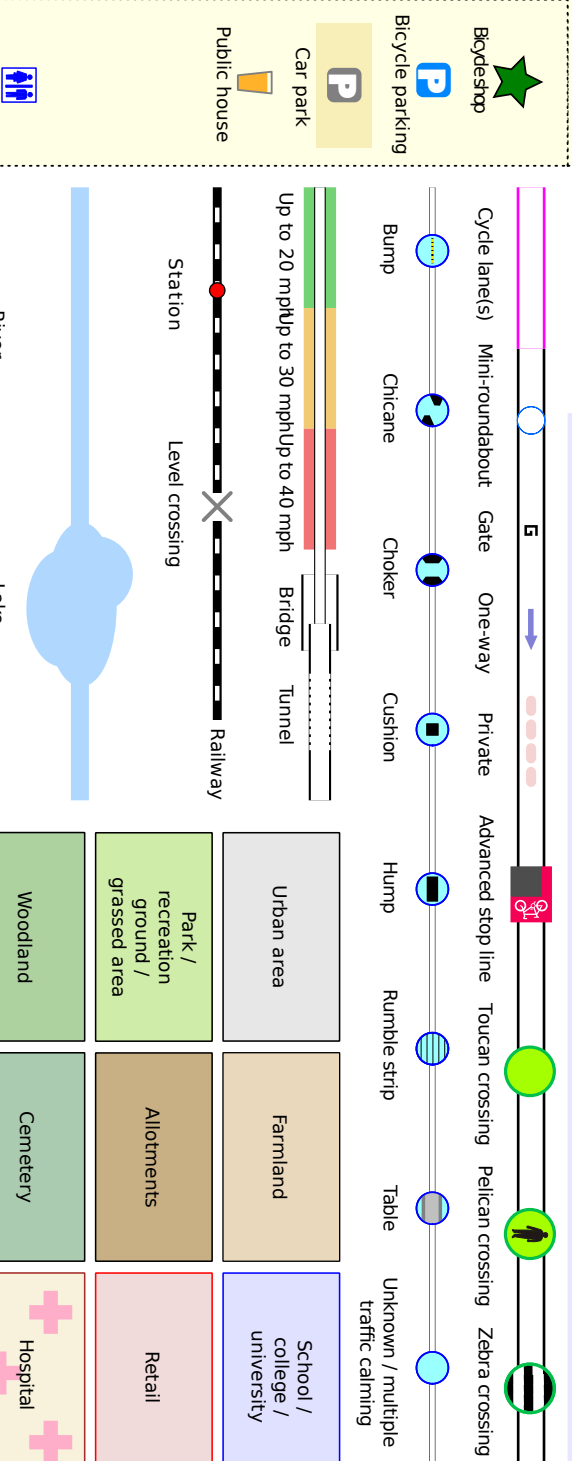 Bicycle shop
Bicycle parking
P
Car park
P
Public house
Cycle lane(s)
Mini-roundabout
Gate
G
One-way
Private
Advanced stop line
Toucan crossing
Pelican crossing
Zebra crossing
Bump
Chicane
Choker
Cushion
Hump
Rumble strip
Table
Unknown / multiple
traffic calming
Up to 20 mph
Up to 30 mph
Up to 40 mph
Bridge
Tunnel
Station
Level crossing
Railway
River
Lake
Urban area
Farmland
School /
college /
university
Park /
recreation
ground /
grassed area
Allotments
Retail
Woodland
Cemetery
Hospital